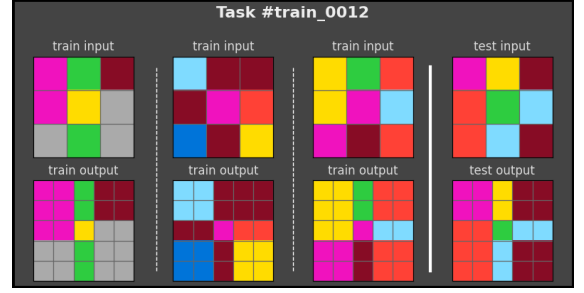 Task #train_0012
train input
train input
train input
test input
train output
train output
train output
test output